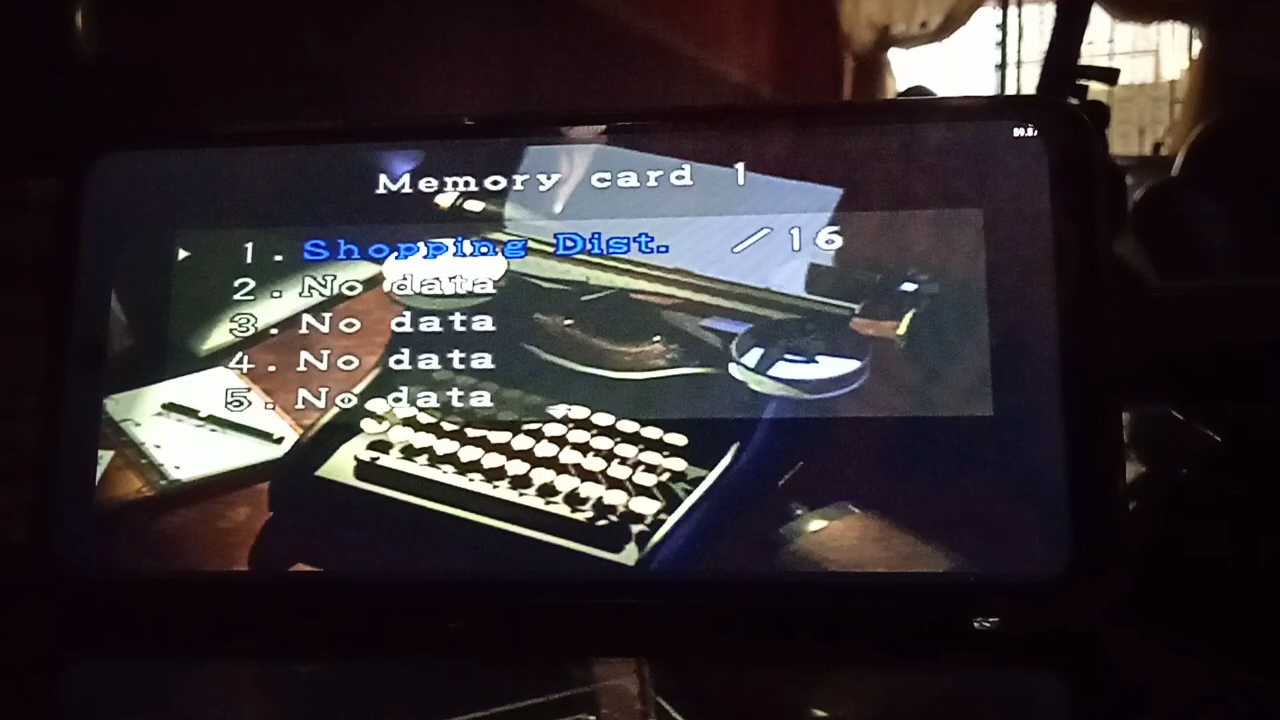 Memory card 1
1. Shopping Dist. /16
2. No data
3. No data
4. No data
5. No data